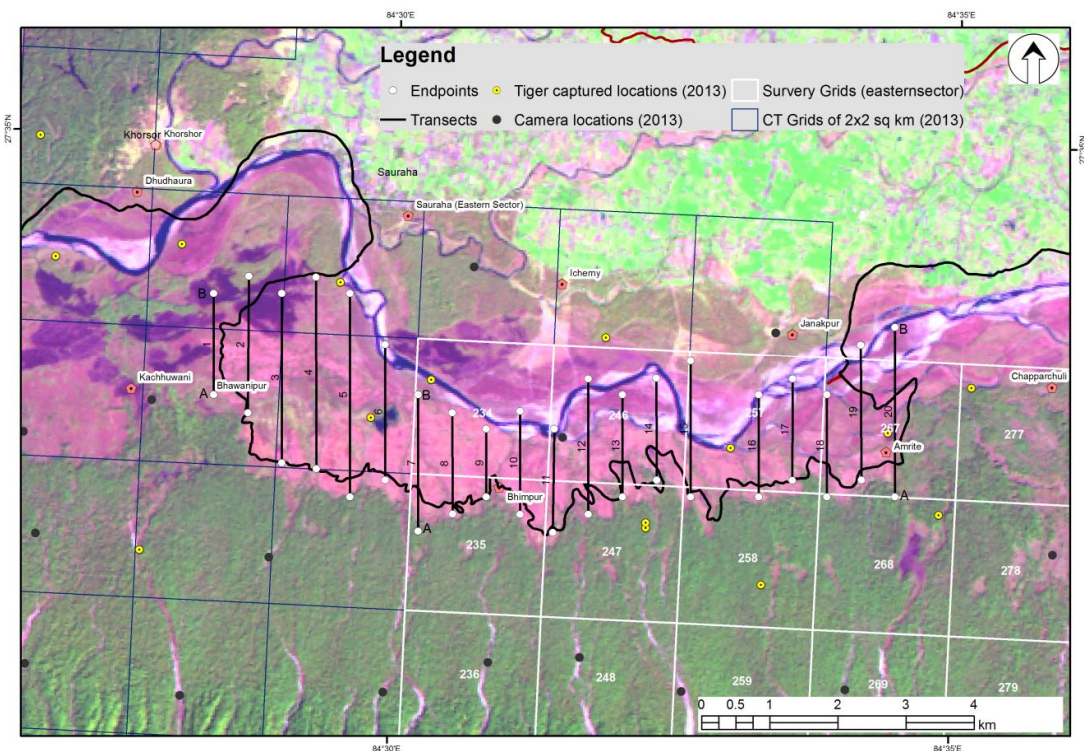 84°30'E
84°35'E
Legend
Endpoints
Tiger captured locations (2013)
Survery Grids (easternsector)
Transects
Camera locations (2013)
CT Grids of 2x2 sq km (2013)
27°35'N
27°35'N
Khorsor
Khorshor
Dhudhaura
Sauraha
Sauraha (Eastern Sector)
Icherny
Janakpur
Kachhuwani
Bhawanipur
Chapparchuli
Amrite
Bhimpur
B
A
B
A
B
A
1
2
3
4
5
6
7
8
9
10
11
12
13
14
15
16
17
18
19
20
234
246
257
267
277
235
247
258
268
278
236
248
259
269
279
0 0.5 1 2 3 4
km
84°30'E
84°35'E